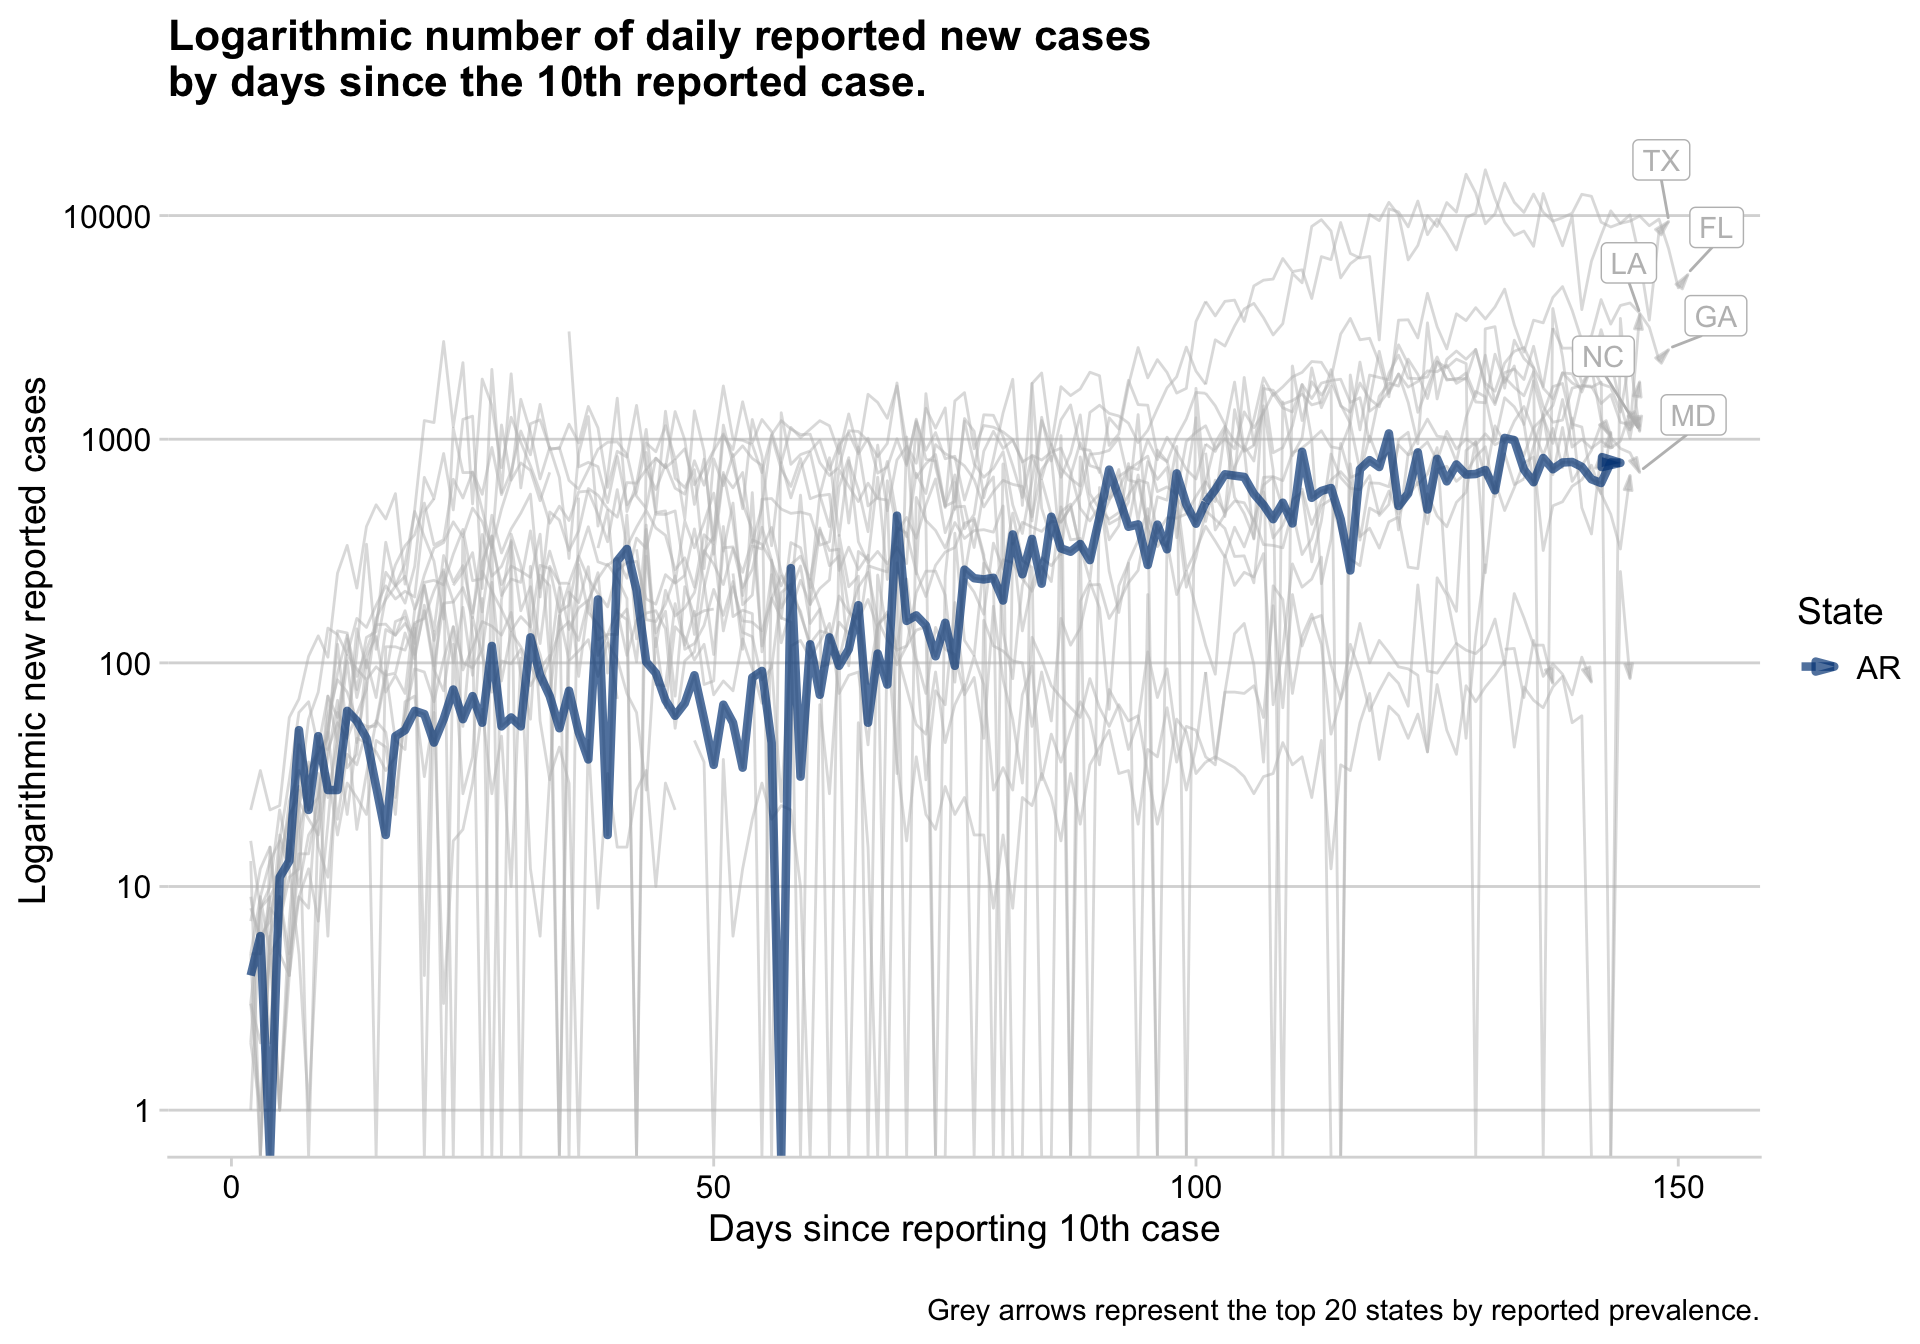 Logarithmic number of daily reported new cases
by days since the 10th reported case.
TX
10000
FL
LA
GA
NC
MD
1000
Logarithmic new reported cases
State
AR
100
10
1
0 50 100 150
Days since reporting 10th case
Grey arrows represent the top 20 states by reported prevalence.